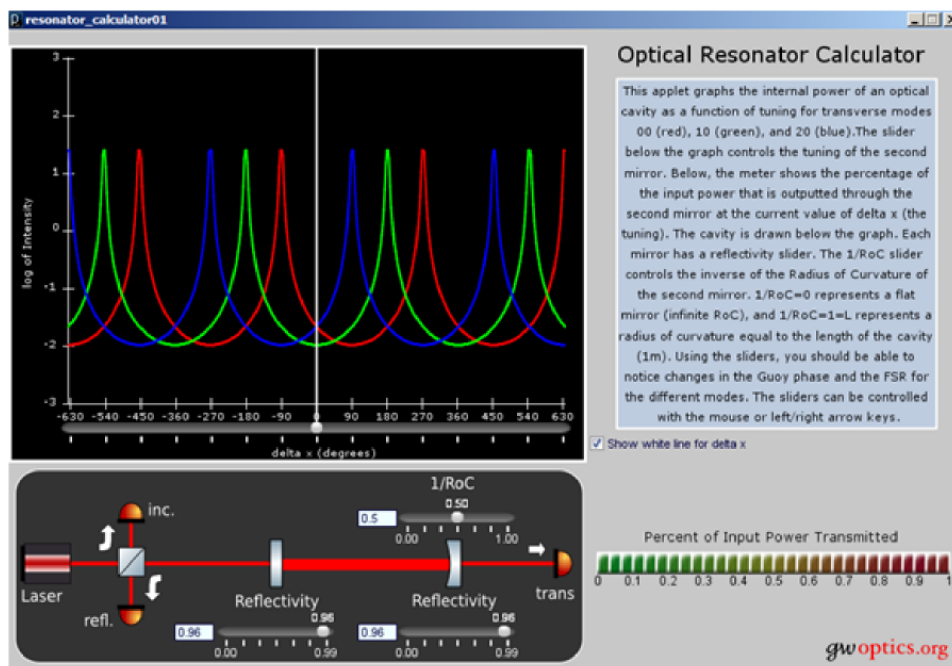 resonator_calculator01
Optical Resonator Calculator
This applet graphs the internal power of an optical
cavity as a function of tuning for transverse modes
00 (red), 10 (green), and 20 (blue).The slider
below the graph controls the tuning of the second
mirror. Below, the meter shows the percentage of
the input power that is outputted through the
second mirror at the current value of delta x (the
tuning). The cavity is drawn below the graph. Each
mirror has a reflectivity slider. The 1/RoC slider
controls the inverse of the Radius of Curvature of
the second mirror. 1/RoC=0 represents a flat
mirror (infinite RoC), and 1/RoC=1=L represents a
radius of curvature equal to the length of the cavity
(1m). Using the sliders, you should be able to
notice changes in the Guoy phase and the FSR for
the different modes. The sliders can be controlled
with the mouse or left/right arrow keys.
Show white line for delta x
log of Intensity
3
2
1
0
-1
-2
-3
-630 -540 -450 -360 -270 -180 -90 0 90 180 270 360 450 540 630
delta x (degrees)
1/RoC
0.50
0.5
0.00 1.00
inc.
Laser
refl.
trans
Reflectivity
0.96
0.96
0.00 0.99
Reflectivity
0.96
0.96
0.00 0.99
Percent of Input Power Transmitted
0 0.1 0.2 0.3 0.4 0.5 0.6 0.7 0.8 0.9 1
gwoptics.org